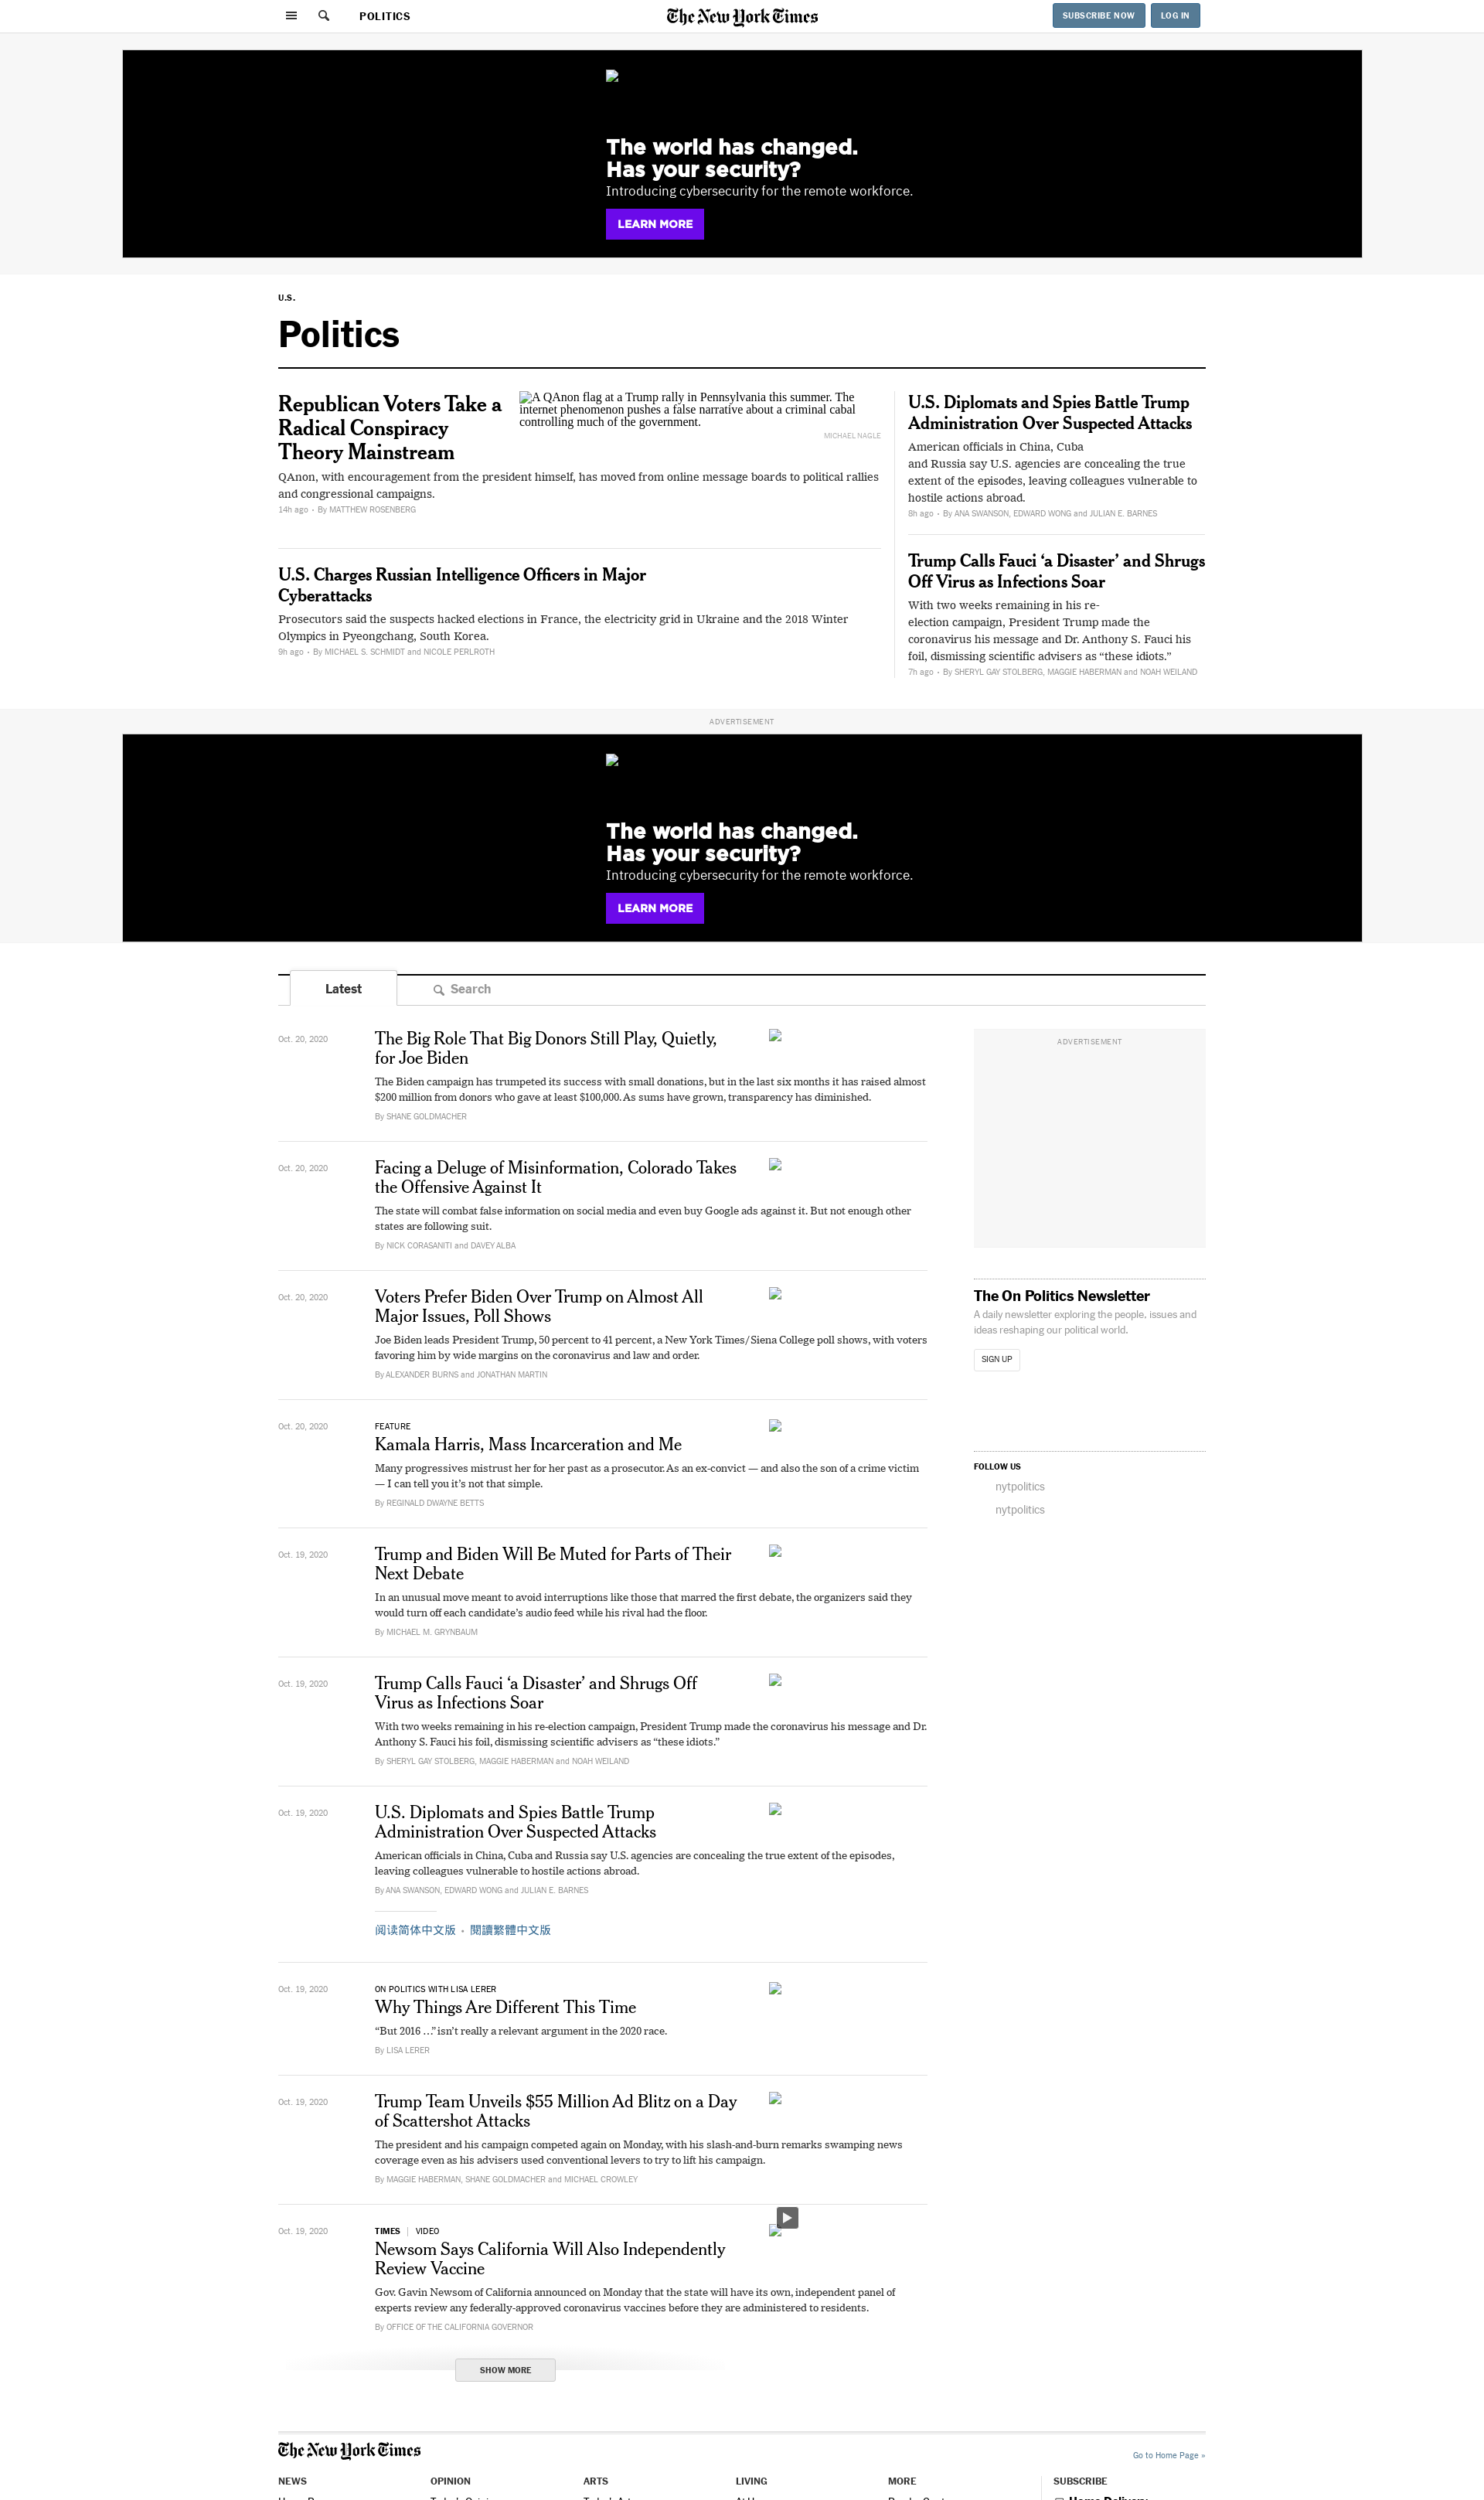 POLITICS
The New York Times
SUBSCRIBE NOW
LOG IN
The world has changed.
Has your security?
Introducing cybersecurity for the remote workforce.
LEARN MORE
U.S.
Politics
Republican Voters Take a
Radical Conspiracy
Theory Mainstream
A QAnon flag at a Trump rally in Pennsylvania this summer. The
internet phenomenon pushes a false narrative about a criminal cabal
controlling much of the government.
MICHAEL NAGLE
QAnon, with encouragement from the president himself, has moved from online message boards to political rallies
and congressional campaigns.
14h ago • By MATTHEW ROSENBERG
U.S. Charges Russian Intelligence Officers in Major
Cyberattacks
Prosecutors said the suspects hacked elections in France, the electricity grid in Ukraine and the 2018 Winter
Olympics in Pyeongchang, South Korea.
9h ago • By MICHAEL S. SCHMIDT and NICOLE PERLROTH
U.S. Diplomats and Spies Battle Trump
Administration Over Suspected Attacks
American officials in China, Cuba
and Russia say U.S. agencies are concealing the true
extent of the episodes, leaving colleagues vulnerable to
hostile actions abroad.
8h ago • By ANA SWANSON, EDWARD WONG and JULIAN E. BARNES
Trump Calls Fauci ‘a Disaster’ and Shrugs
Off Virus as Infections Soar
With two weeks remaining in his re-
election campaign, President Trump made the
coronavirus his message and Dr. Anthony S. Fauci his
foil, dismissing scientific advisers as “these idiots.”
7h ago • By SHERYL GAY STOLBERG, MAGGIE HABERMAN and NOAH WEILAND
ADVERTISEMENT
The world has changed.
Has your security?
Introducing cybersecurity for the remote workforce.
LEARN MORE
Latest
Search
Oct. 20, 2020
The Big Role That Big Donors Still Play, Quietly,
for Joe Biden
The Biden campaign has trumpeted its success with small donations, but in the last six months it has raised almost
$200 million from donors who gave at least $100,000. As sums have grown, transparency has diminished.
By SHANE GOLDMACHER
Oct. 20, 2020
Facing a Deluge of Misinformation, Colorado Takes
the Offensive Against It
The state will combat false information on social media and even buy Google ads against it. But not enough other
states are following suit.
By NICK CORASANITI and DAVEY ALBA
Oct. 20, 2020
Voters Prefer Biden Over Trump on Almost All
Major Issues, Poll Shows
Joe Biden leads President Trump, 50 percent to 41 percent, a New York Times/Siena College poll shows, with voters
favoring him by wide margins on the coronavirus and law and order.
By ALEXANDER BURNS and JONATHAN MARTIN
Oct. 20, 2020
FEATURE
Kamala Harris, Mass Incarceration and Me
Many progressives mistrust her for her past as a prosecutor. As an ex-convict — and also the son of a crime victim
— I can tell you it’s not that simple.
By REGINALD DWAYNE BETTS
Oct. 19, 2020
Trump and Biden Will Be Muted for Parts of Their
Next Debate
In an unusual move meant to avoid interruptions like those that marred the first debate, the organizers said they
would turn off each candidate’s audio feed while his rival had the floor.
By MICHAEL M. GRYNBAUM
Oct. 19, 2020
Trump Calls Fauci ‘a Disaster’ and Shrugs Off
Virus as Infections Soar
With two weeks remaining in his re-election campaign, President Trump made the coronavirus his message and Dr.
Anthony S. Fauci his foil, dismissing scientific advisers as “these idiots.”
By SHERYL GAY STOLBERG, MAGGIE HABERMAN and NOAH WEILAND
Oct. 19, 2020
U.S. Diplomats and Spies Battle Trump
Administration Over Suspected Attacks
American officials in China, Cuba and Russia say U.S. agencies are concealing the true extent of the episodes,
leaving colleagues vulnerable to hostile actions abroad.
By ANA SWANSON, EDWARD WONG and JULIAN E. BARNES
阅读简体中文版 • 閱讀繁體中文版
Oct. 19, 2020
ON POLITICS WITH LISA LERER
Why Things Are Different This Time
“But 2016 …” isn’t really a relevant argument in the 2020 race.
By LISA LERER
Oct. 19, 2020
Trump Team Unveils $55 Million Ad Blitz on a Day
of Scattershot Attacks
The president and his campaign competed again on Monday, with his slash-and-burn remarks swamping news
coverage even as his advisers used conventional levers to try to lift his campaign.
By MAGGIE HABERMAN, SHANE GOLDMACHER and MICHAEL CROWLEY
Oct. 19, 2020
TIMES | VIDEO
Newsom Says California Will Also Independently
Review Vaccine
Gov. Gavin Newsom of California announced on Monday that the state will have its own, independent panel of
experts review any federally-approved coronavirus vaccines before they are administered to residents.
By OFFICE OF THE CALIFORNIA GOVERNOR
SHOW MORE
ADVERTISEMENT
The On Politics Newsletter
A daily newsletter exploring the people, issues and
ideas reshaping our political world.
SIGN UP
FOLLOW US
nytpolitics
nytpolitics
The New York Times
Go to Home Page »
NEWS
OPINION
ARTS
LIVING
MORE
SUBSCRIBE